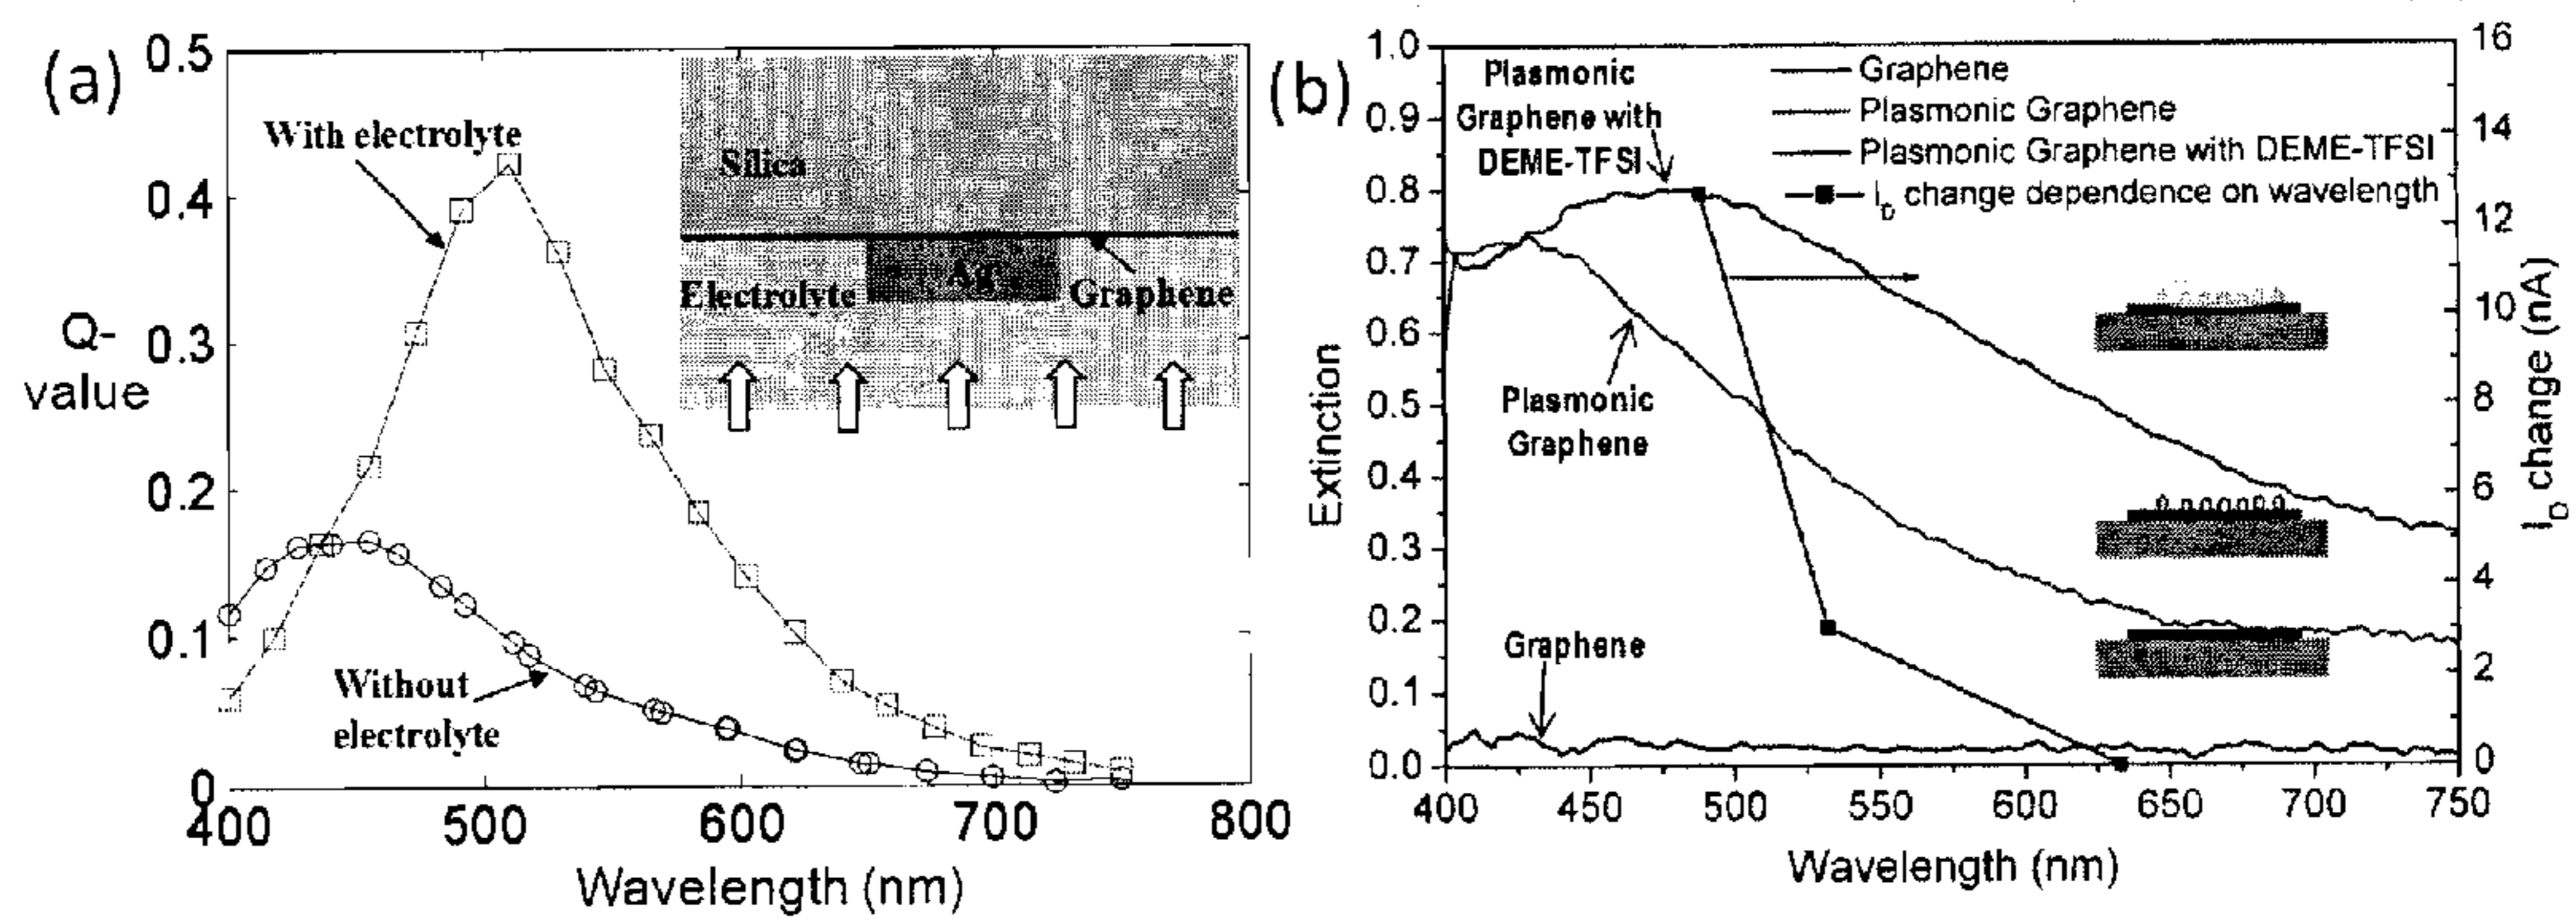 (a)
0.5
0.4
0.3
0.2
0.1
0
Q-
value
With electrolyte
Without
electrolyte
Silica
Ag
Electrolyte
Graphene
400 500 600 700 800
Wavelength (nm)
(b)
1.0
0.9
0.8
0.7
0.6
0.5
0.4
0.3
0.2
0.1
0.0
Extinction
Plasmonic
Graphene with
DEME-TFSI
Graphene
Plasmonic Graphene
Plasmonic Graphene with DEME-TFSI
I_D change dependence on wavelength
Plasmonic
Graphene
Graphene
16
14
12
10
8
6
4
2
0
I_D change (nA)
400 450 500 550 600 650 700 750
Wavelength (nm)